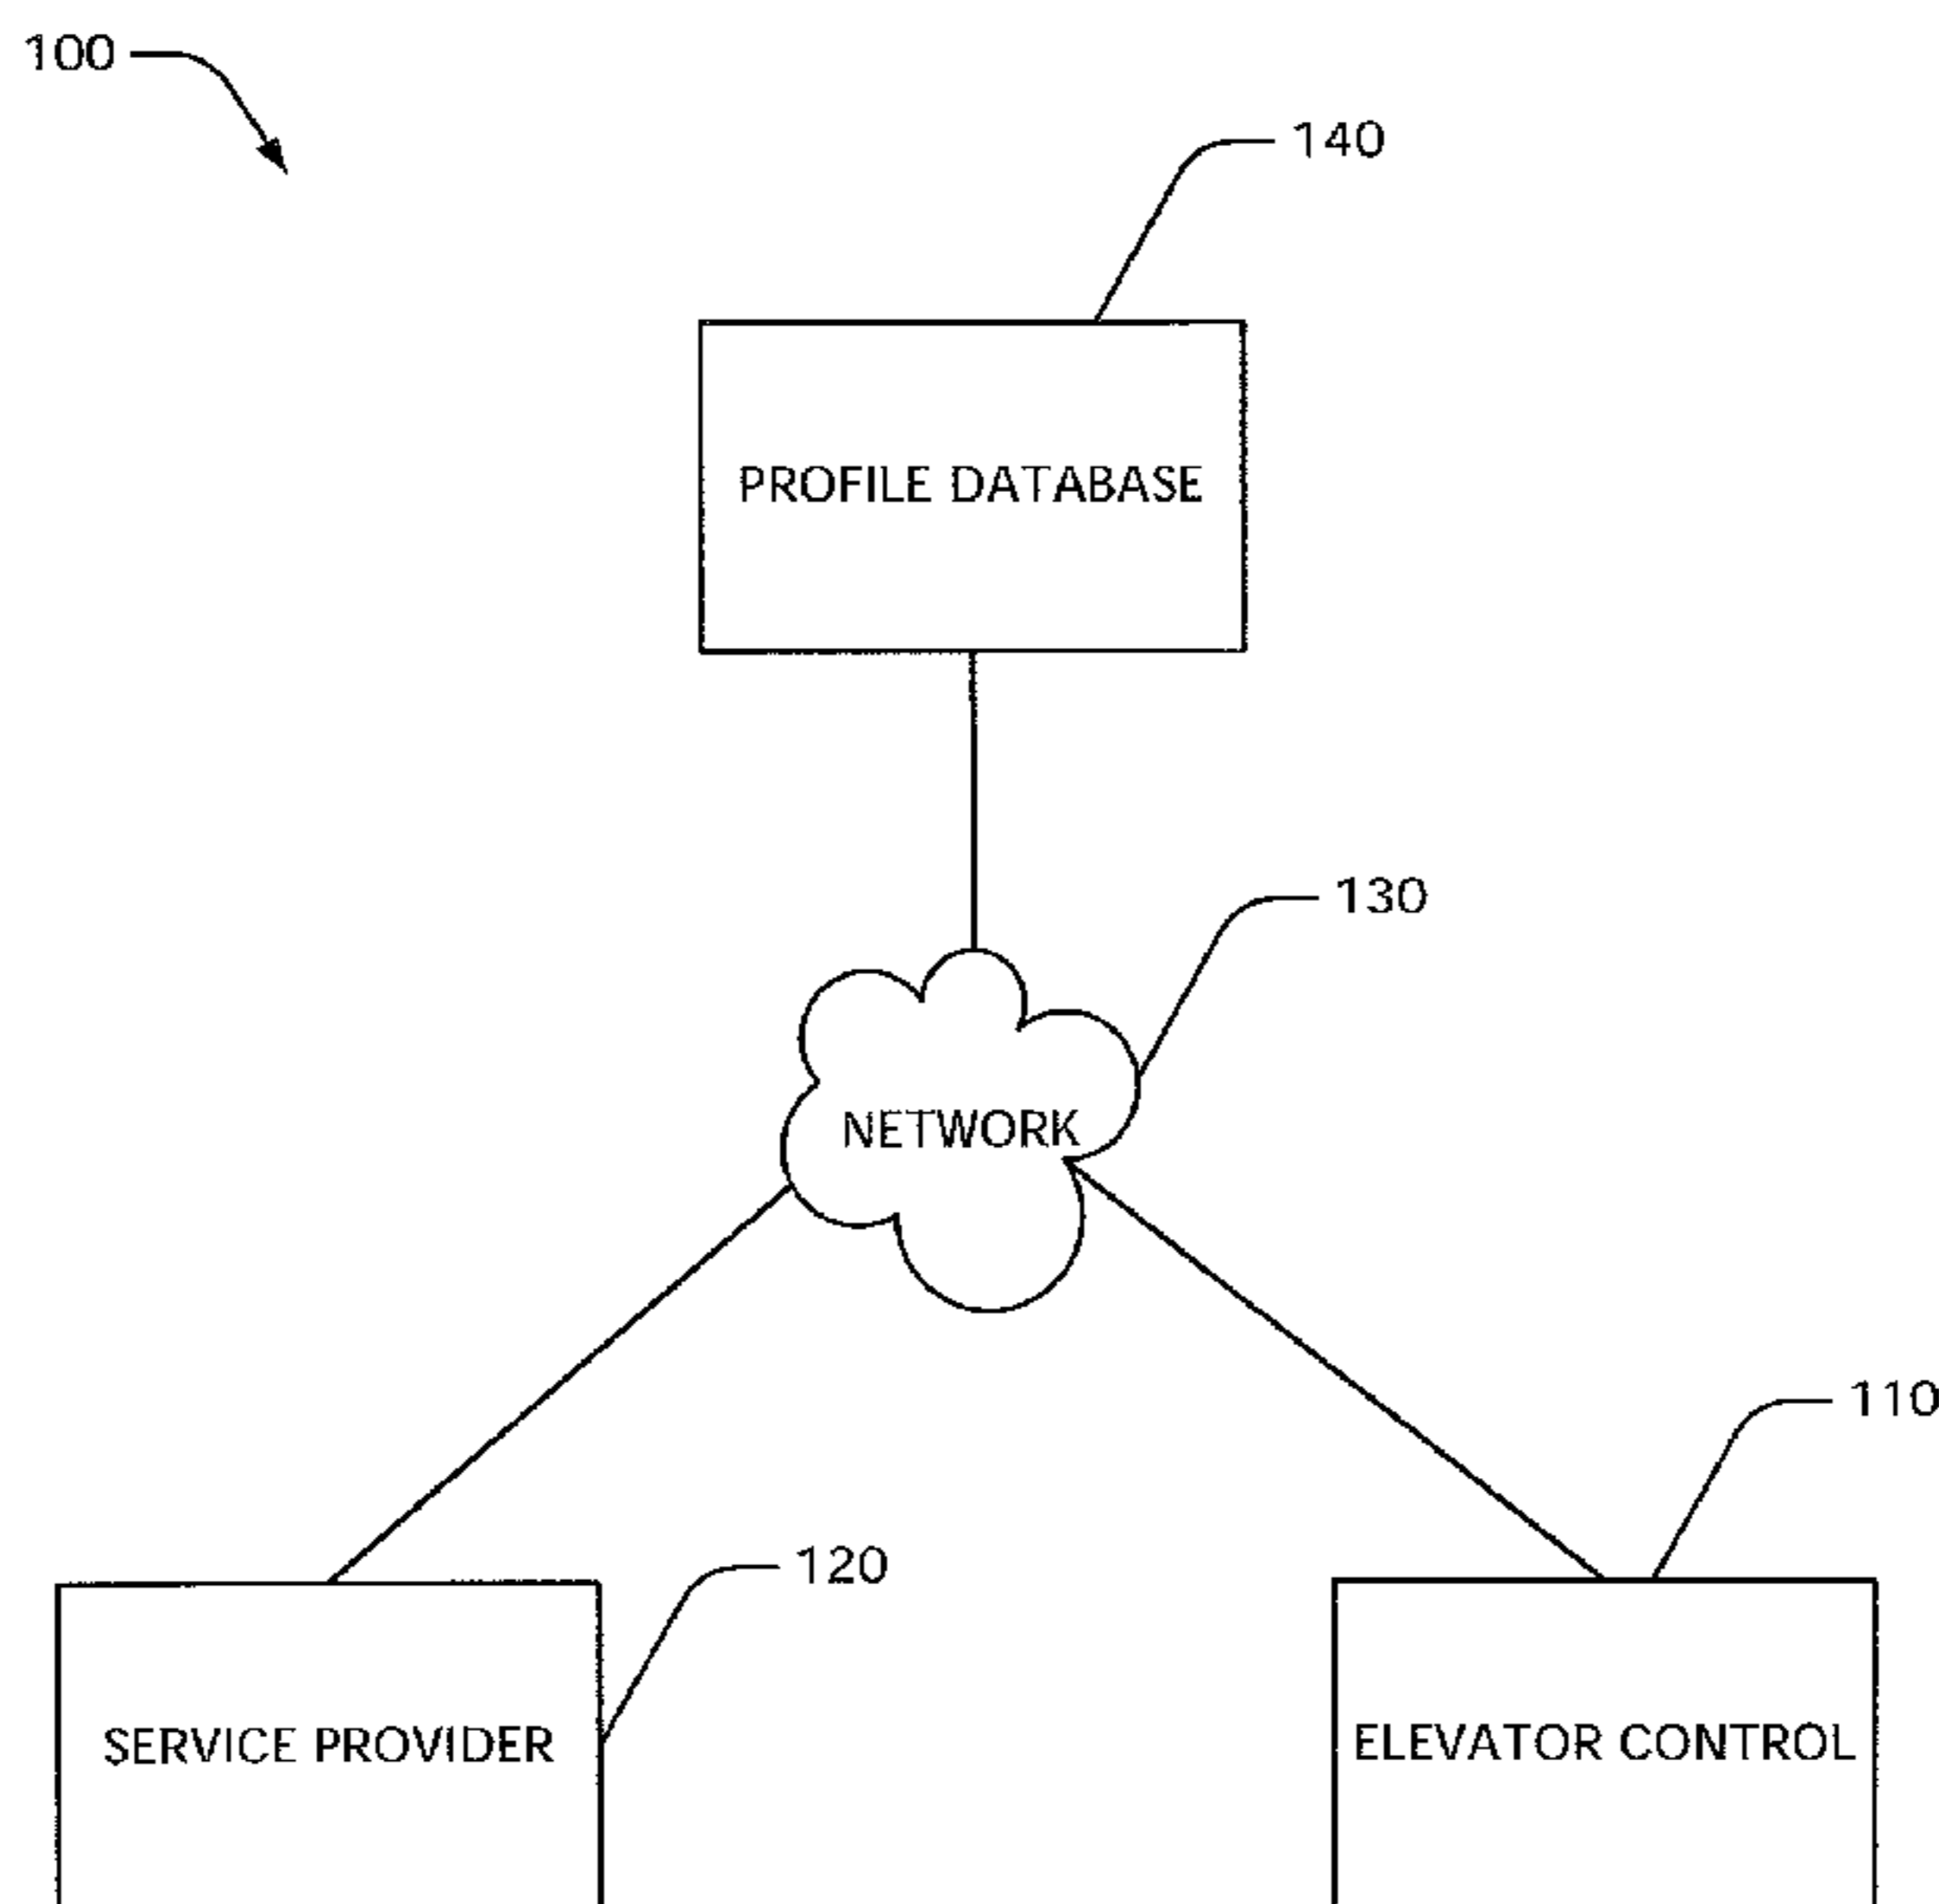 100
140
PROFILE DATABASE
130
NETWORK
110
120
SERVICE PROVIDER
ELEVATOR CONTROL